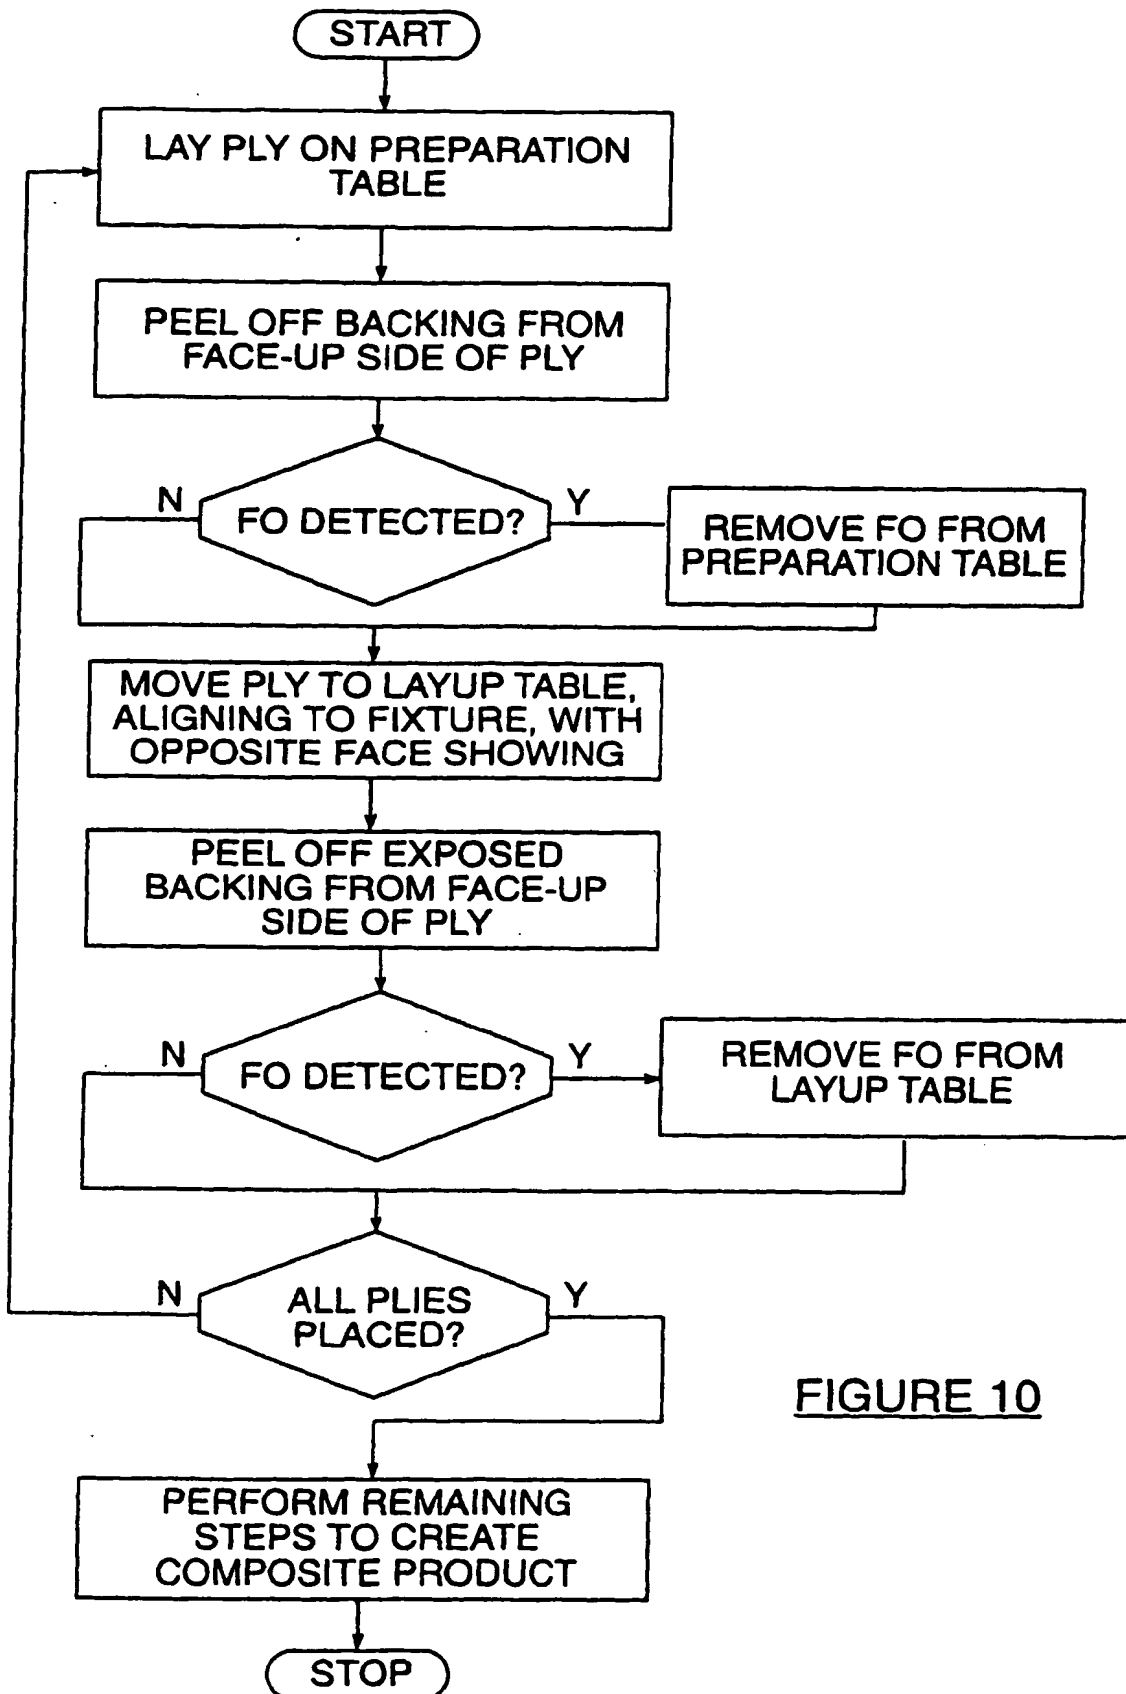 START
LAY PLY ON PREPARATION
TABLE
PEEL OFF BACKING FROM
FACE-UP SIDE OF PLY
N
FO DETECTED?
Y
REMOVE FO FROM
PREPARATION TABLE
MOVE PLY TO LAYUP TABLE,
ALIGNING TO FIXTURE, WITH
OPPOSITE FACE SHOWING
PEEL OFF EXPOSED
BACKING FROM FACE-UP
SIDE OF PLY
N
FO DETECTED?
Y
REMOVE FO FROM
LAYUP TABLE
N
ALL PLIES
PLACED?
Y
FIGURE 10
PERFORM REMAINING
STEPS TO CREATE
COMPOSITE PRODUCT
STOP